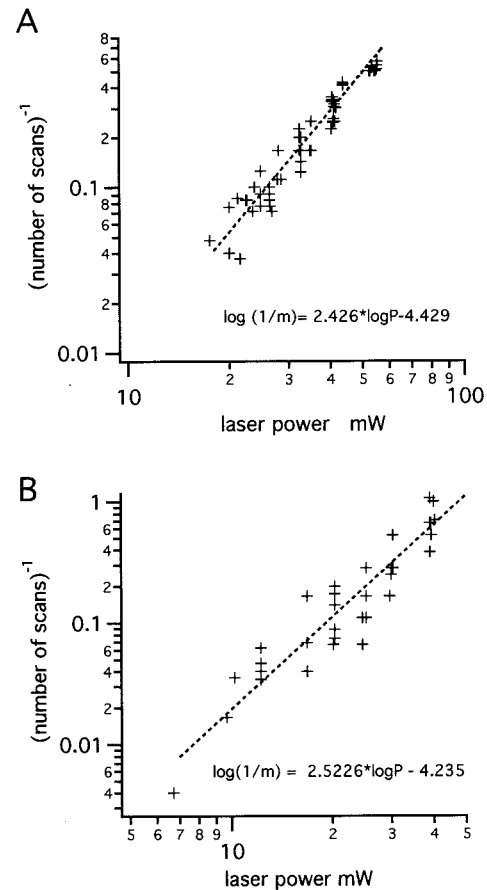 A
8
6
4
2
0.1
8
6
4
2
0.01
(number of scans)⁻¹
log (1/m)= 2.426*logP-4.429
2 3 4 5 6 7 8 9
10 100
laser power mW
B
1
6
4
2
0.1
6
4
2
0.01
6
4
(number of scans)⁻¹
log(1/m) = 2.5226*logP - 4.235
5 6 7 8 9 2 3 4 5
10
laser power mW